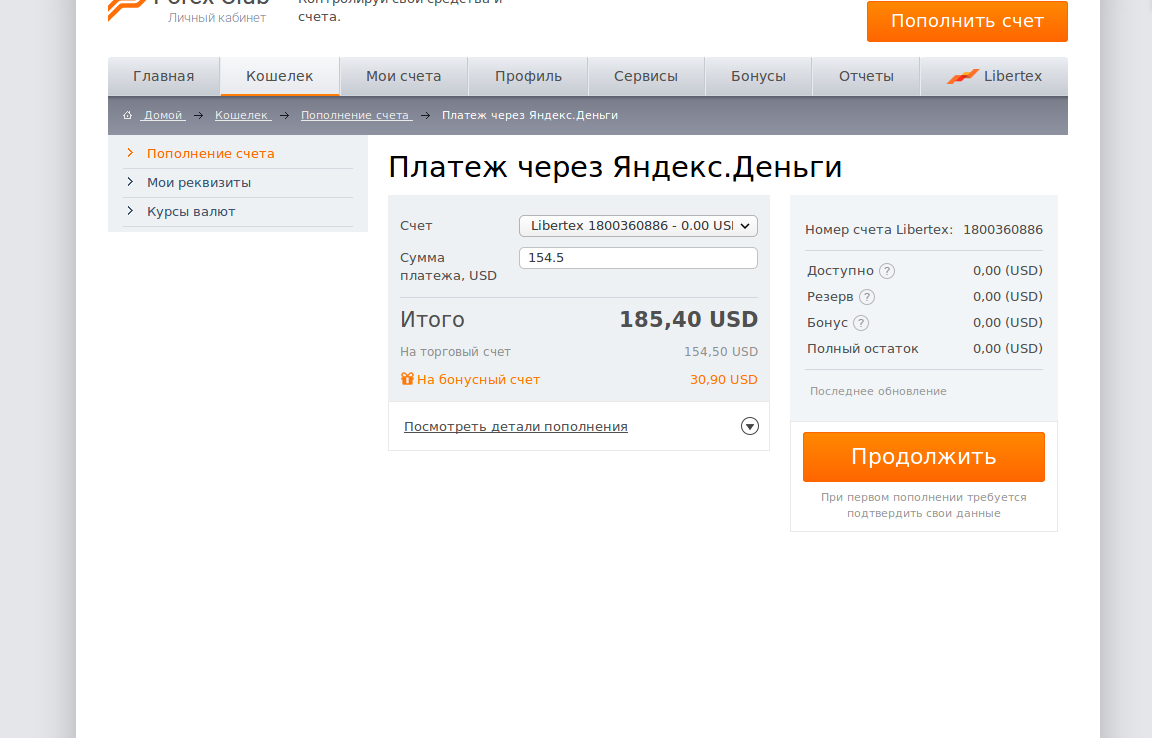 Forex Club
Личный кабинет
Контролируй свои средства и
счета.
Пополнить счет
Главная
Кошелек
Мои счета
Профиль
Сервисы
Бонусы
Отчеты
Libertex
Домой
Кошелек
Пополнение счета
Платеж через Яндекс.Деньги
Пополнение счета
Мои реквизиты
Курсы валют
Платеж через Яндекс.Деньги
Счет
Libertex 1800360886 - 0.00 USI
Сумма
платежа, USD
154.5
Итого
185,40 USD
На торговый счет
154,50 USD
На бонусный счет
30,90 USD
Посмотреть детали пополнения
Номер счета Libertex: 1800360886
Доступно ? 0,00 (USD)
Резерв ? 0,00 (USD)
Бонус ? 0,00 (USD)
Полный остаток 0,00 (USD)
Последнее обновление
Продолжить
При первом пополнении требуется
подтвердить свои данные